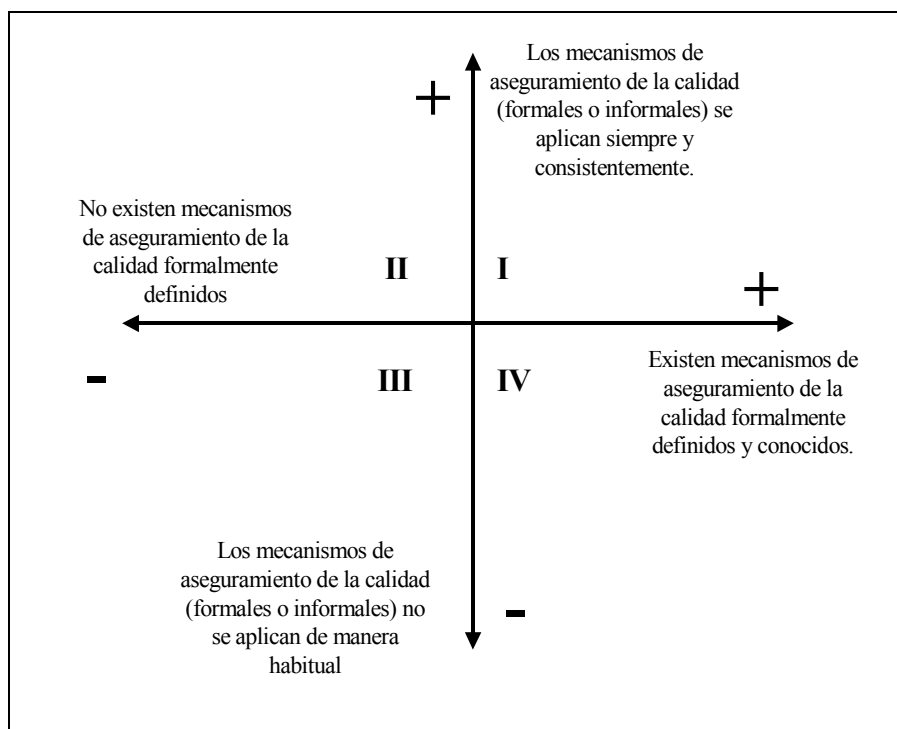 Los mecanismos de
aseguramiento de la calidad
(formales o informales) se
aplican siempre y
consistentemente.
+
No existen mecanismos
de aseguramiento de la
calidad formalmente
definidos
II
I
+
-
III
IV
Existen mecanismos de
aseguramiento de la
calidad formalmente
definidos y conocidos.
Los mecanismos de
aseguramiento de la calidad
(formales o informales) no
se aplican de manera
habitual
-